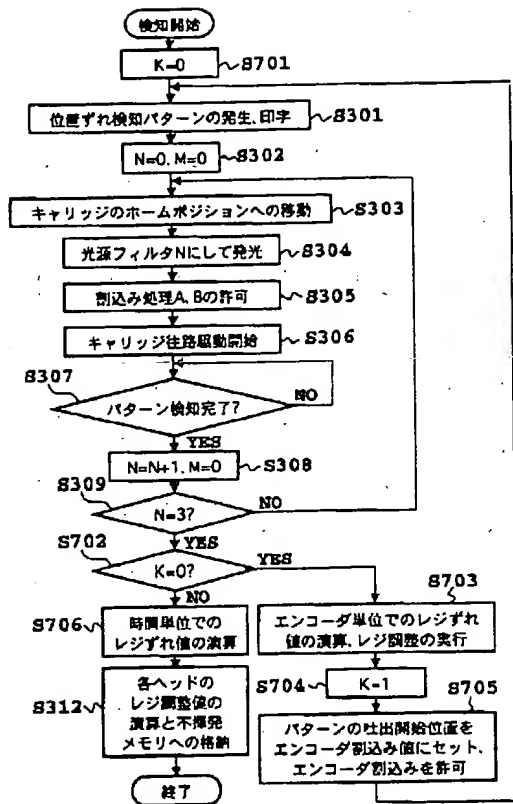 検知開始
K=0
S701
位置ずれ検知パターンの発生、印字
S301
N=0、M=0
S302
キャリッジのホームポジションへの移動
S303
光源フィルタNにして発光
S304
割込み処理A、Bの許可
S305
キャリッジ往路駆動開始
S306
S307
パターン検知完了?
NO
YES
N=N+1、M=0
S308
S309
N=3?
NO
YES
S702
K=0?
YES
NO
S706
時間単位での
レジずれ値の演算
S703
エンコーダ単位でのレジずれ
値の演算、レジ調整の実行
S312
各ヘッドの
レジ調整値の
演算と不揮発
メモリへの格納
S704
K=1
S705
パターンの吐出開始位置を
エンコーダ割込み値にセット、
エンコーダ割込みを許可
終了